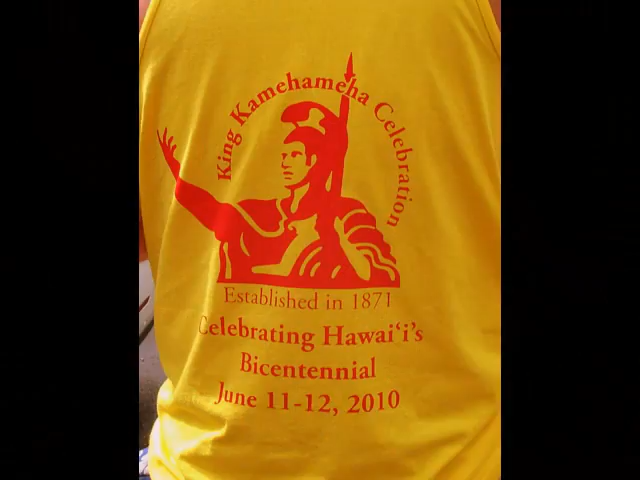 King Kamehameha Celebration
Established in 1871
Celebrating Hawai‘i’s
Bicentennial
June 11-12, 2010